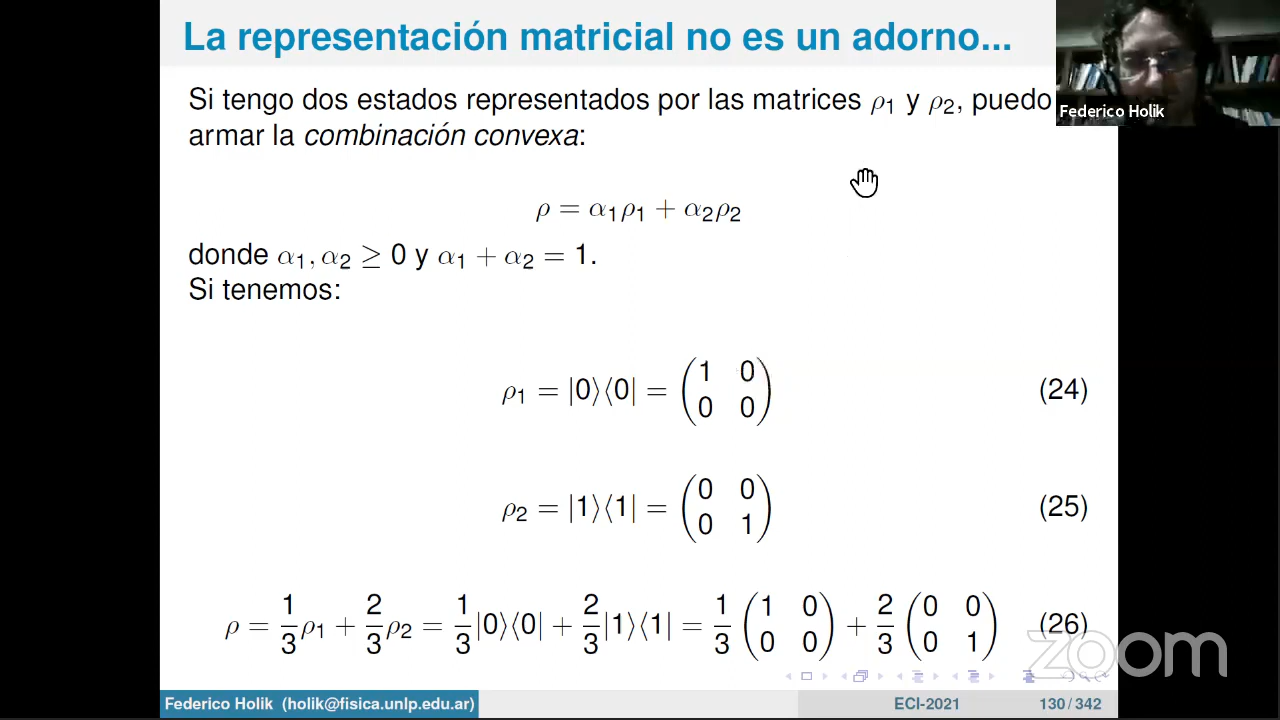 La representación matricial no es un adorno...
Si tengo dos estados representados por las matrices ρ₁ y ρ₂, puedo
armar la combinación convexa:
ρ = α₁ρ₁ + α₂ρ₂
donde α₁, α₂ ≥ 0 y α₁ + α₂ = 1.
Si tenemos:
ρ₁ = |0⟩⟨0| = (1 0 / 0 0) (24)
ρ₂ = |1⟩⟨1| = (0 0 / 0 1) (25)
ρ = 1/3 ρ₁ + 2/3 ρ₂ = 1/3 |0⟩⟨0| + 2/3 |1⟩⟨1| = 1/3 (1 0 / 0 0) + 2/3 (0 0 / 0 1) (26)
Federico Holik
zoom
Federico Holik (holik@fisica.unlp.edu.ar) ECI-2021 130 / 342